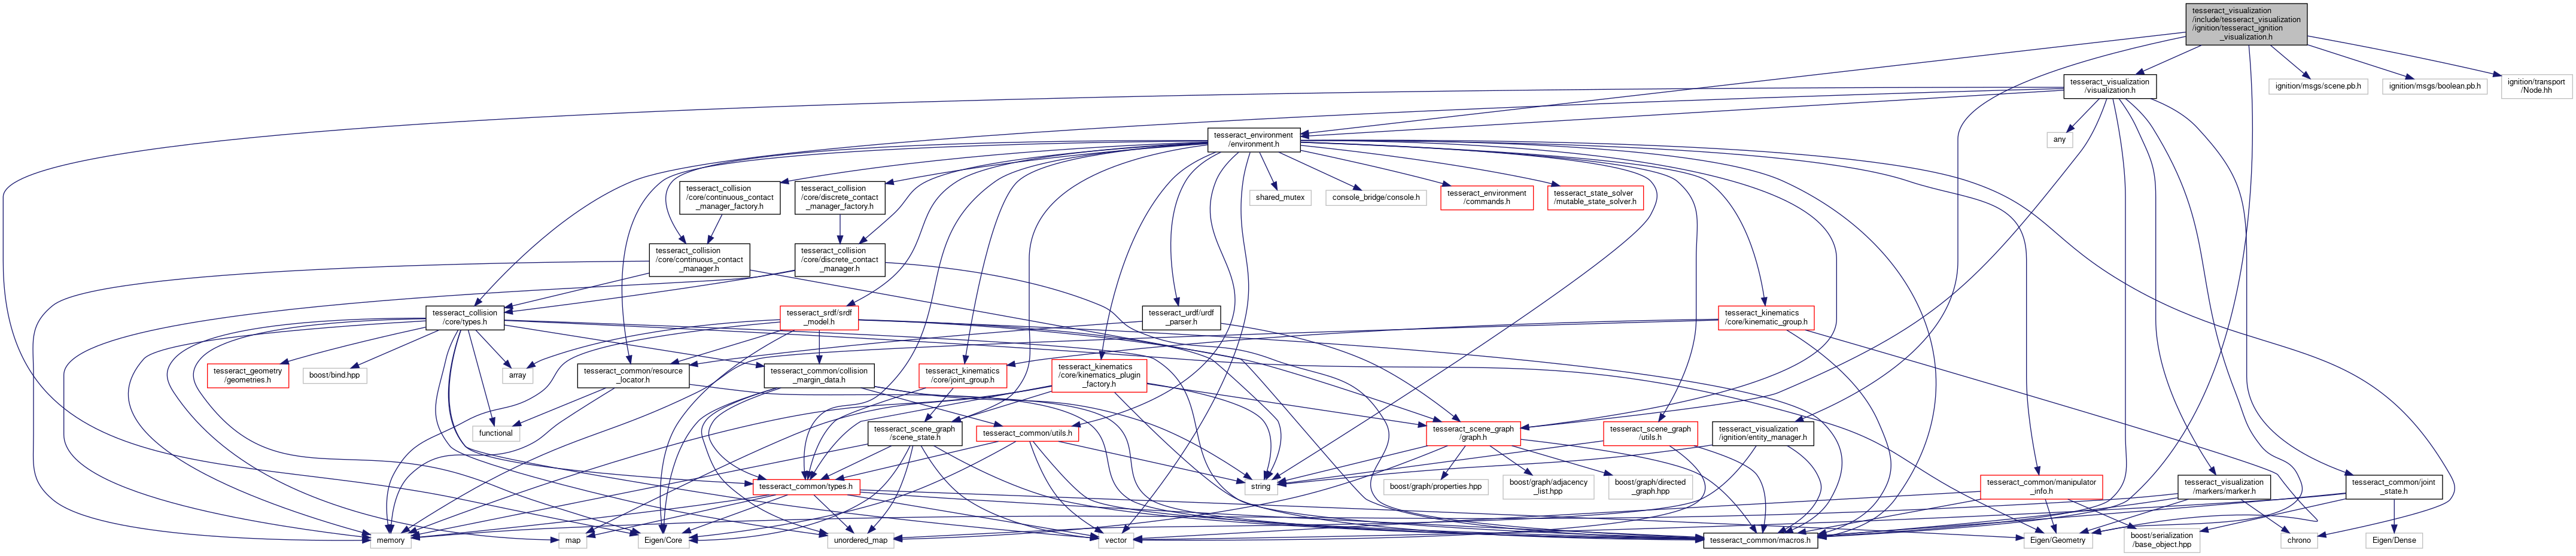 tesseract_visualization
/include/tesseract_visualization
/ignition/tesseract_ignition
_visualization.h
tesseract_visualization
/visualization.h
ignition/msgs/scene.pb.h
ignition/msgs/boolean.pb.h
ignition/transport
/Node.hh
tesseract_environment
/environment.h
any
tesseract_collision
/core/continuous_contact
_manager_factory.h
tesseract_collision
/core/discrete_contact
_manager_factory.h
shared_mutex
console_bridge/console.h
tesseract_environment
/commands.h
tesseract_state_solver
/mutable_state_solver.h
tesseract_collision
/core/continuous_contact
_manager.h
tesseract_collision
/core/discrete_contact
_manager.h
tesseract_collision
/core/types.h
tesseract_srdf/srdf
_model.h
tesseract_urdf/urdf
_parser.h
tesseract_kinematics
/core/kinematic_group.h
tesseract_geometry
/geometries.h
boost/bind.hpp
array
tesseract_common/resource
_locator.h
tesseract_common/collision
_margin_data.h
tesseract_kinematics
/core/joint_group.h
tesseract_kinematics
/core/kinematics_plugin
_factory.h
functional
tesseract_scene_graph
/scene_state.h
tesseract_common/utils.h
tesseract_scene_graph
/graph.h
tesseract_scene_graph
/utils.h
tesseract_visualization
/ignition/entity_manager.h
tesseract_common/types.h
string
boost/graph/properties.hpp
boost/graph/adjacency
_list.hpp
boost/graph/directed
_graph.hpp
tesseract_common/manipulator
_info.h
tesseract_visualization
/markers/marker.h
tesseract_common/joint
_state.h
memory
map
Eigen/Core
unordered_map
vector
tesseract_common/macros.h
Eigen/Geometry
boost/serialization
/base_object.hpp
chrono
Eigen/Dense